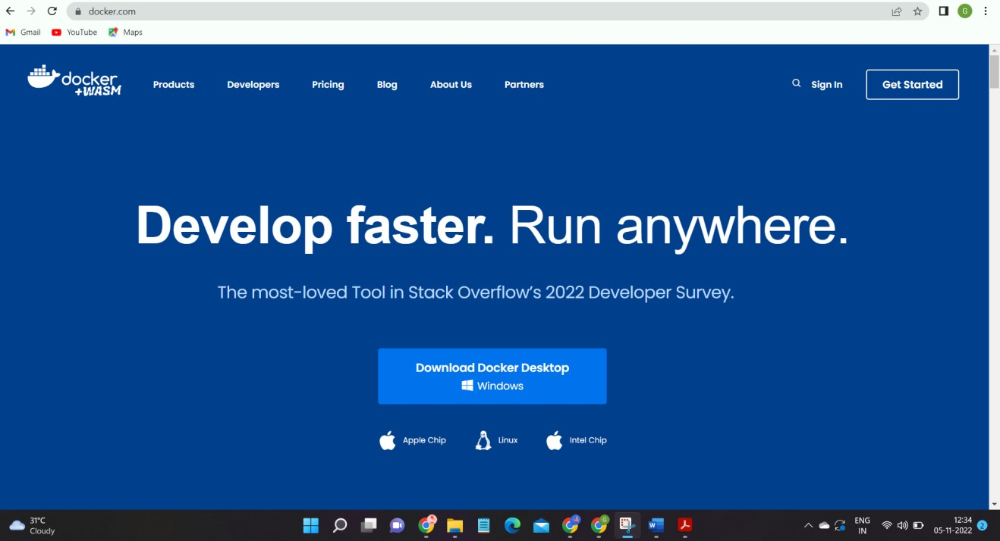 docker.com
G
Gmail
YouTube
Maps
docker
+WASM
Products
Developers
Pricing
Blog
About Us
Partners
Sign In
Get Started
Develop faster. Run anywhere.
The most-loved Tool in Stack Overflow's 2022 Developer Survey.
Download Docker Desktop
Windows
Apple Chip
Linux
Intel Chip
31°C
Cloudy
ENG
IN
12:34
05-11-2022
2